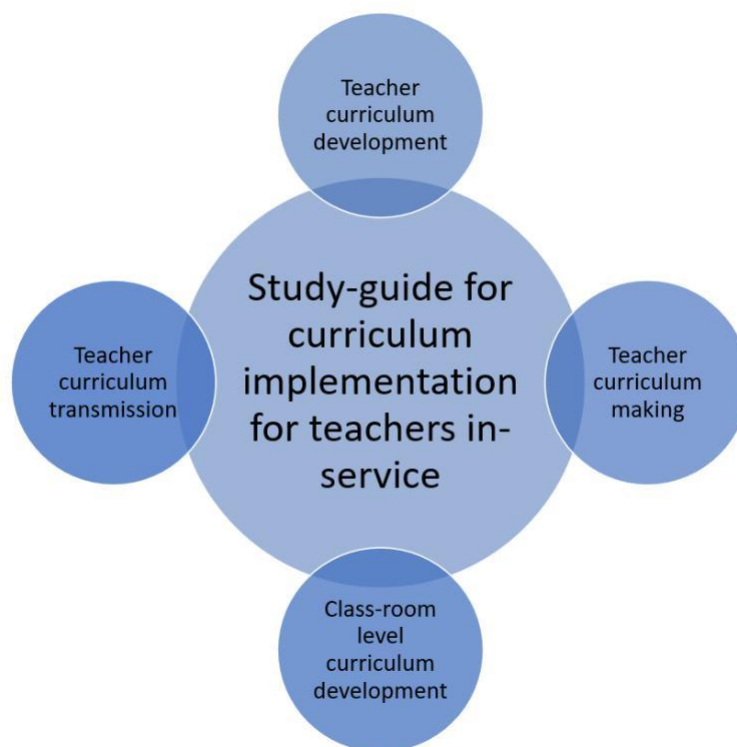 Teacher
curriculum
development
Study-guide for
curriculum
implementation
for teachers in-
service
Teacher
curriculum
transmission
Teacher
curriculum
making
Class-room
level
curriculum
development